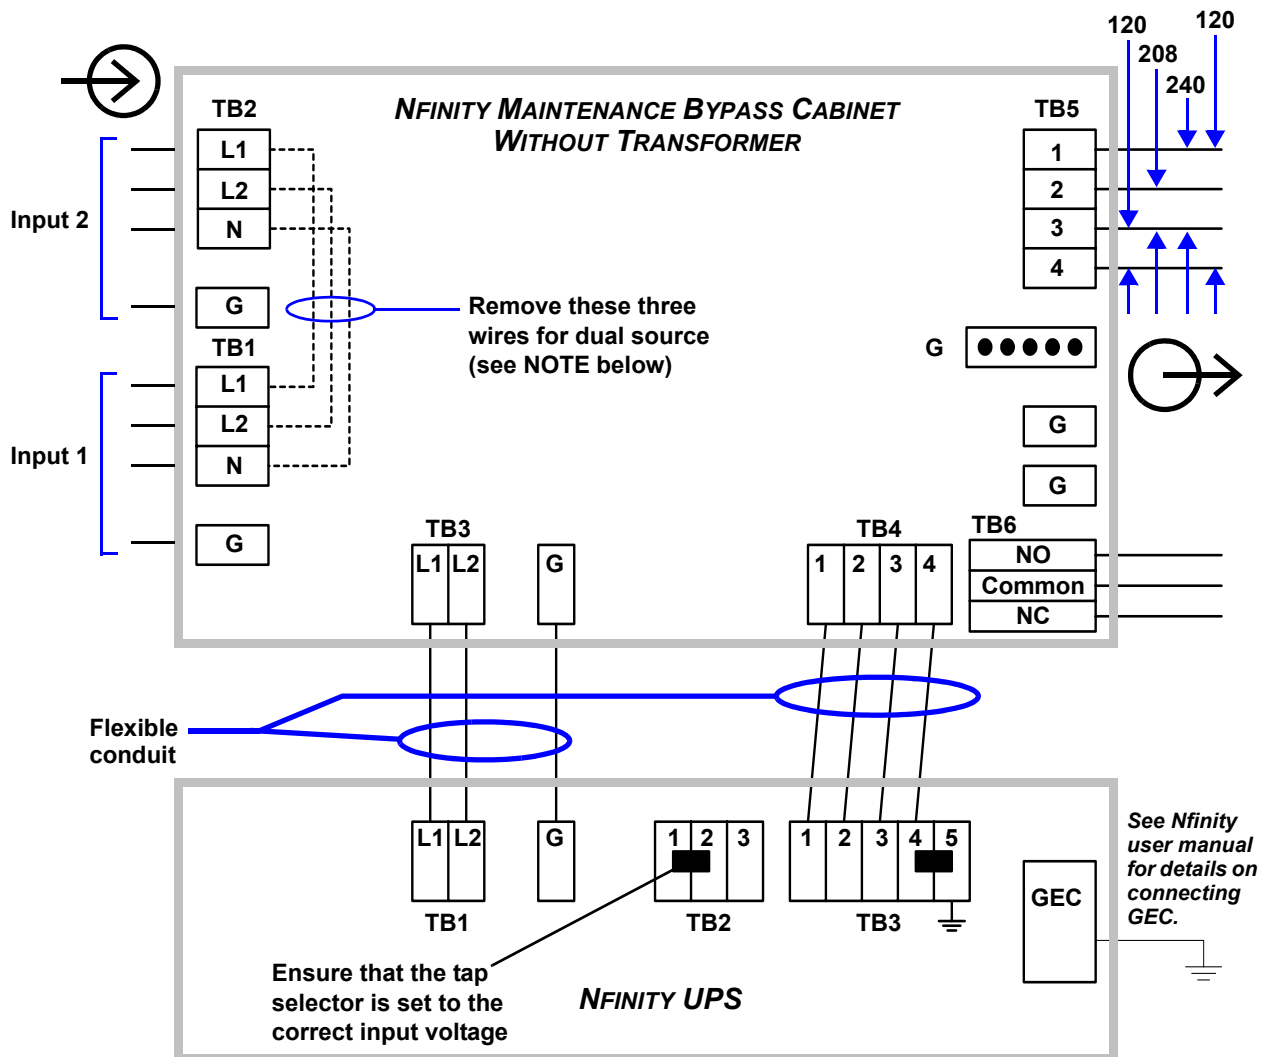 120
120
208
240
TB2
NFINITY MAINTENANCE BYPASS CABINET
WITHOUT TRANSFORMER
TB5
L1
L2
N
Input 2
G
1
2
3
4
Remove these three
wires for dual source
(see NOTE below)
G
TB1
L1
L2
N
Input 1
G
G
G
TB3
L1 L2
G
TB4
1 2 3 4
TB6
NO
Common
NC
Flexible
conduit
L1 L2
TB1
G
1 2 3
TB2
1 2 3 4 5
TB3
GEC
See Nfinity
user manual
for details on
connecting
GEC.
Ensure that the tap
selector is set to the
correct input voltage
NFINITY UPS